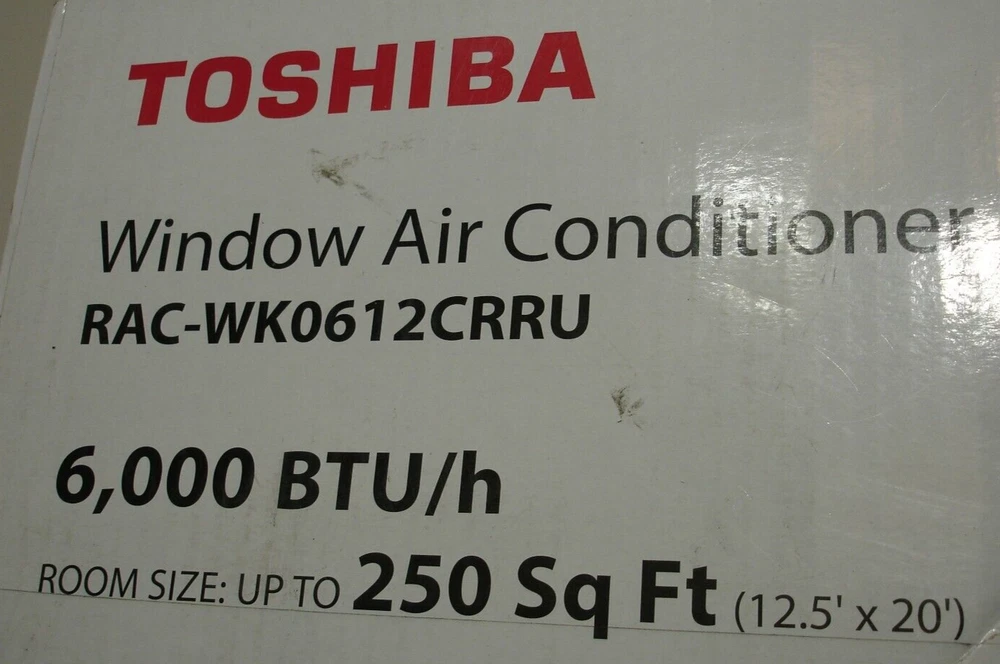 TOSHIBA
Window Air Conditioner
RAC-WK0612CRRU
6,000 BTU/h
ROOM SIZE: UP TO 250 Sq Ft (12.5' x 20')